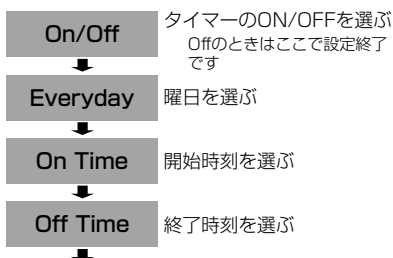 On/Off
タイマーのON/OFFを選ぶ
Offのときはここで設定終了
です
Everyday
曜日を選ぶ
On Time
開始時刻を選ぶ
Off Time
終了時刻を選ぶ